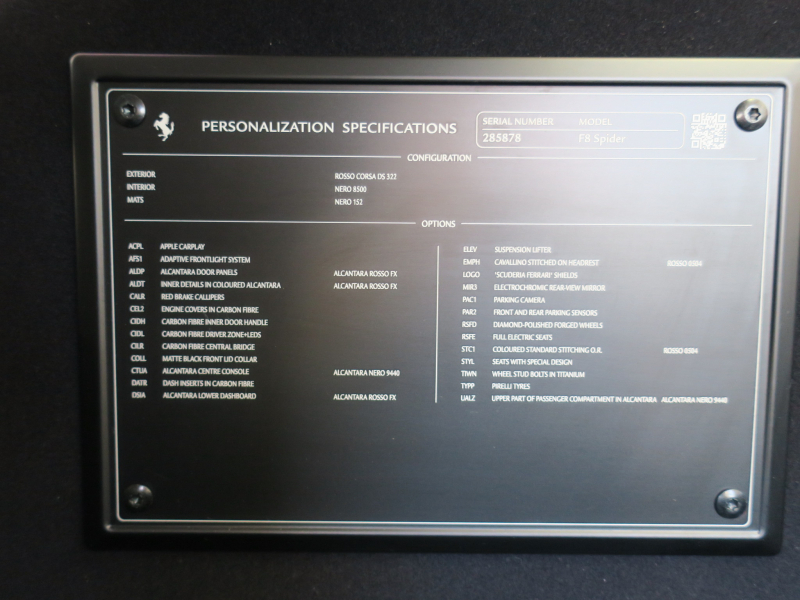 PERSONALIZATION SPECIFICATIONS
SERIAL NUMBER MODEL
285878 F8 Spider
CONFIGURATION
EXTERIOR ROSSO CORSA DS 322
INTERIOR NERO 8500
MATS NERO 152
OPTIONS
ACPL APPLE CARPLAY
AFS1 ADAPTIVE FRONTLIGHT SYSTEM
ALDP ALCANTARA DOOR PANELS ALCANTARA ROSSO FX
ALDT INNER DETAILS IN COLOURED ALCANTARA ALCANTARA ROSSO FX
CALR RED BRAKE CALLIPERS
CEL2 ENGINE COVERS IN CARBON FIBRE
CIDH CARBON FIBRE INNER DOOR HANDLE
CIDL CARBON FIBRE DRIVER ZONE+LEDS
CILR CARBON FIBRE CENTRAL BRIDGE
COLL MATTE BLACK FRONT LID COLLAR
CTUA ALCANTARA CENTRE CONSOLE ALCANTARA NERO 9440
DATR DASH INSERTS IN CARBON FIBRE
DSIA ALCANTARA LOWER DASHBOARD ALCANTARA ROSSO FX
ELEV SUSPENSION LIFTER
EMPH CAVALLINO STITCHED ON HEADREST ROSSO 0304
LOGO "SCUDERIA FERRARI" SHIELDS
MIR3 ELECTROCHROMIC REAR-VIEW MIRROR
PAC1 PARKING CAMERA
PAR2 FRONT AND REAR PARKING SENSORS
RSFD DIAMOND-POLISHED FORGED WHEELS
RSFE FULL ELECTRIC SEATS
STC1 COLOURED STANDARD STITCHING O.R. ROSSO 0304
STYL SEATS WITH SPECIAL DESIGN
TIWN WHEEL STUD BOLTS IN TITANIUM
TYPP PIRELLI TYRES
UALZ UPPER PART OF PASSENGER COMPARTMENT IN ALCANTARA ALCANTARA NERO 9440